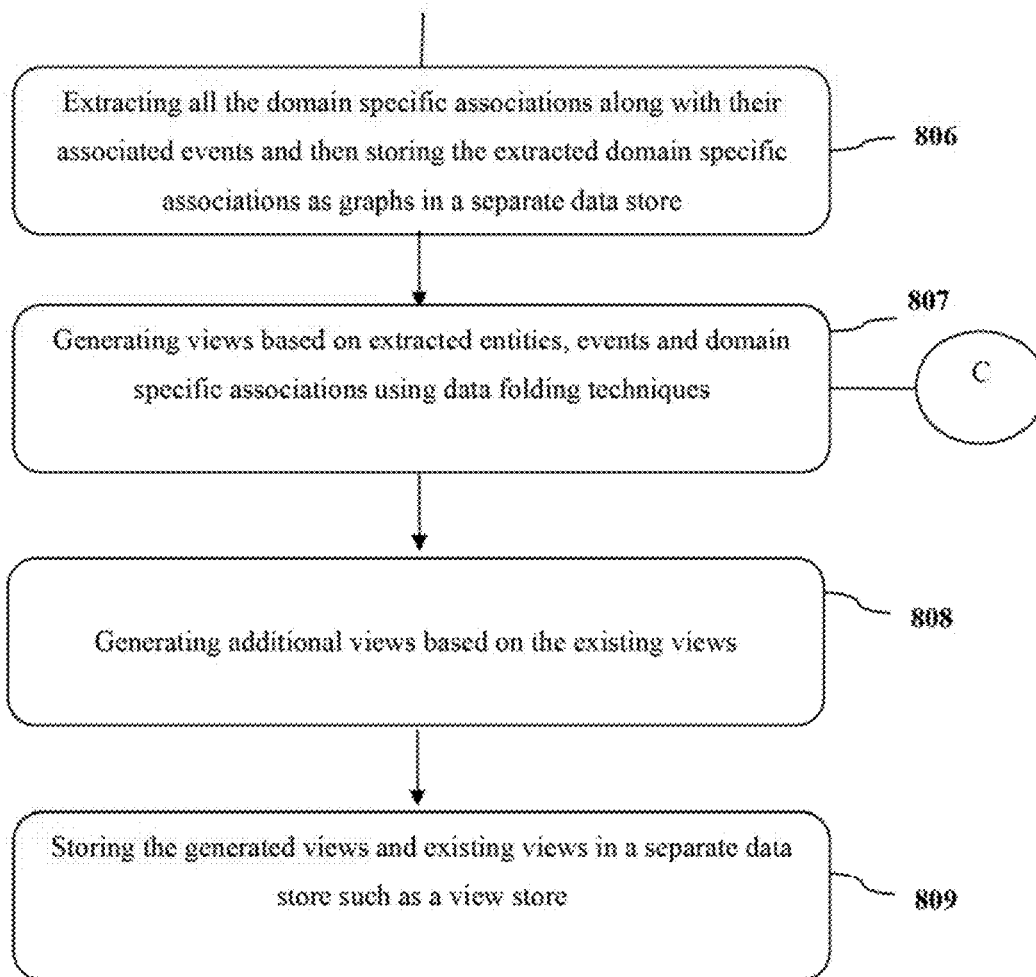 Extracting all the domain specific associations along with their
associated events and then storing the extracted domain specific
associations as graphs in a separate data store
806
807
Generating views based on extracted entities, events and domain
specific associations using data folding techniques
C
Generating additional views based on the existing views
808
Storing the generated views and existing views in a separate data
store such as a view store
809